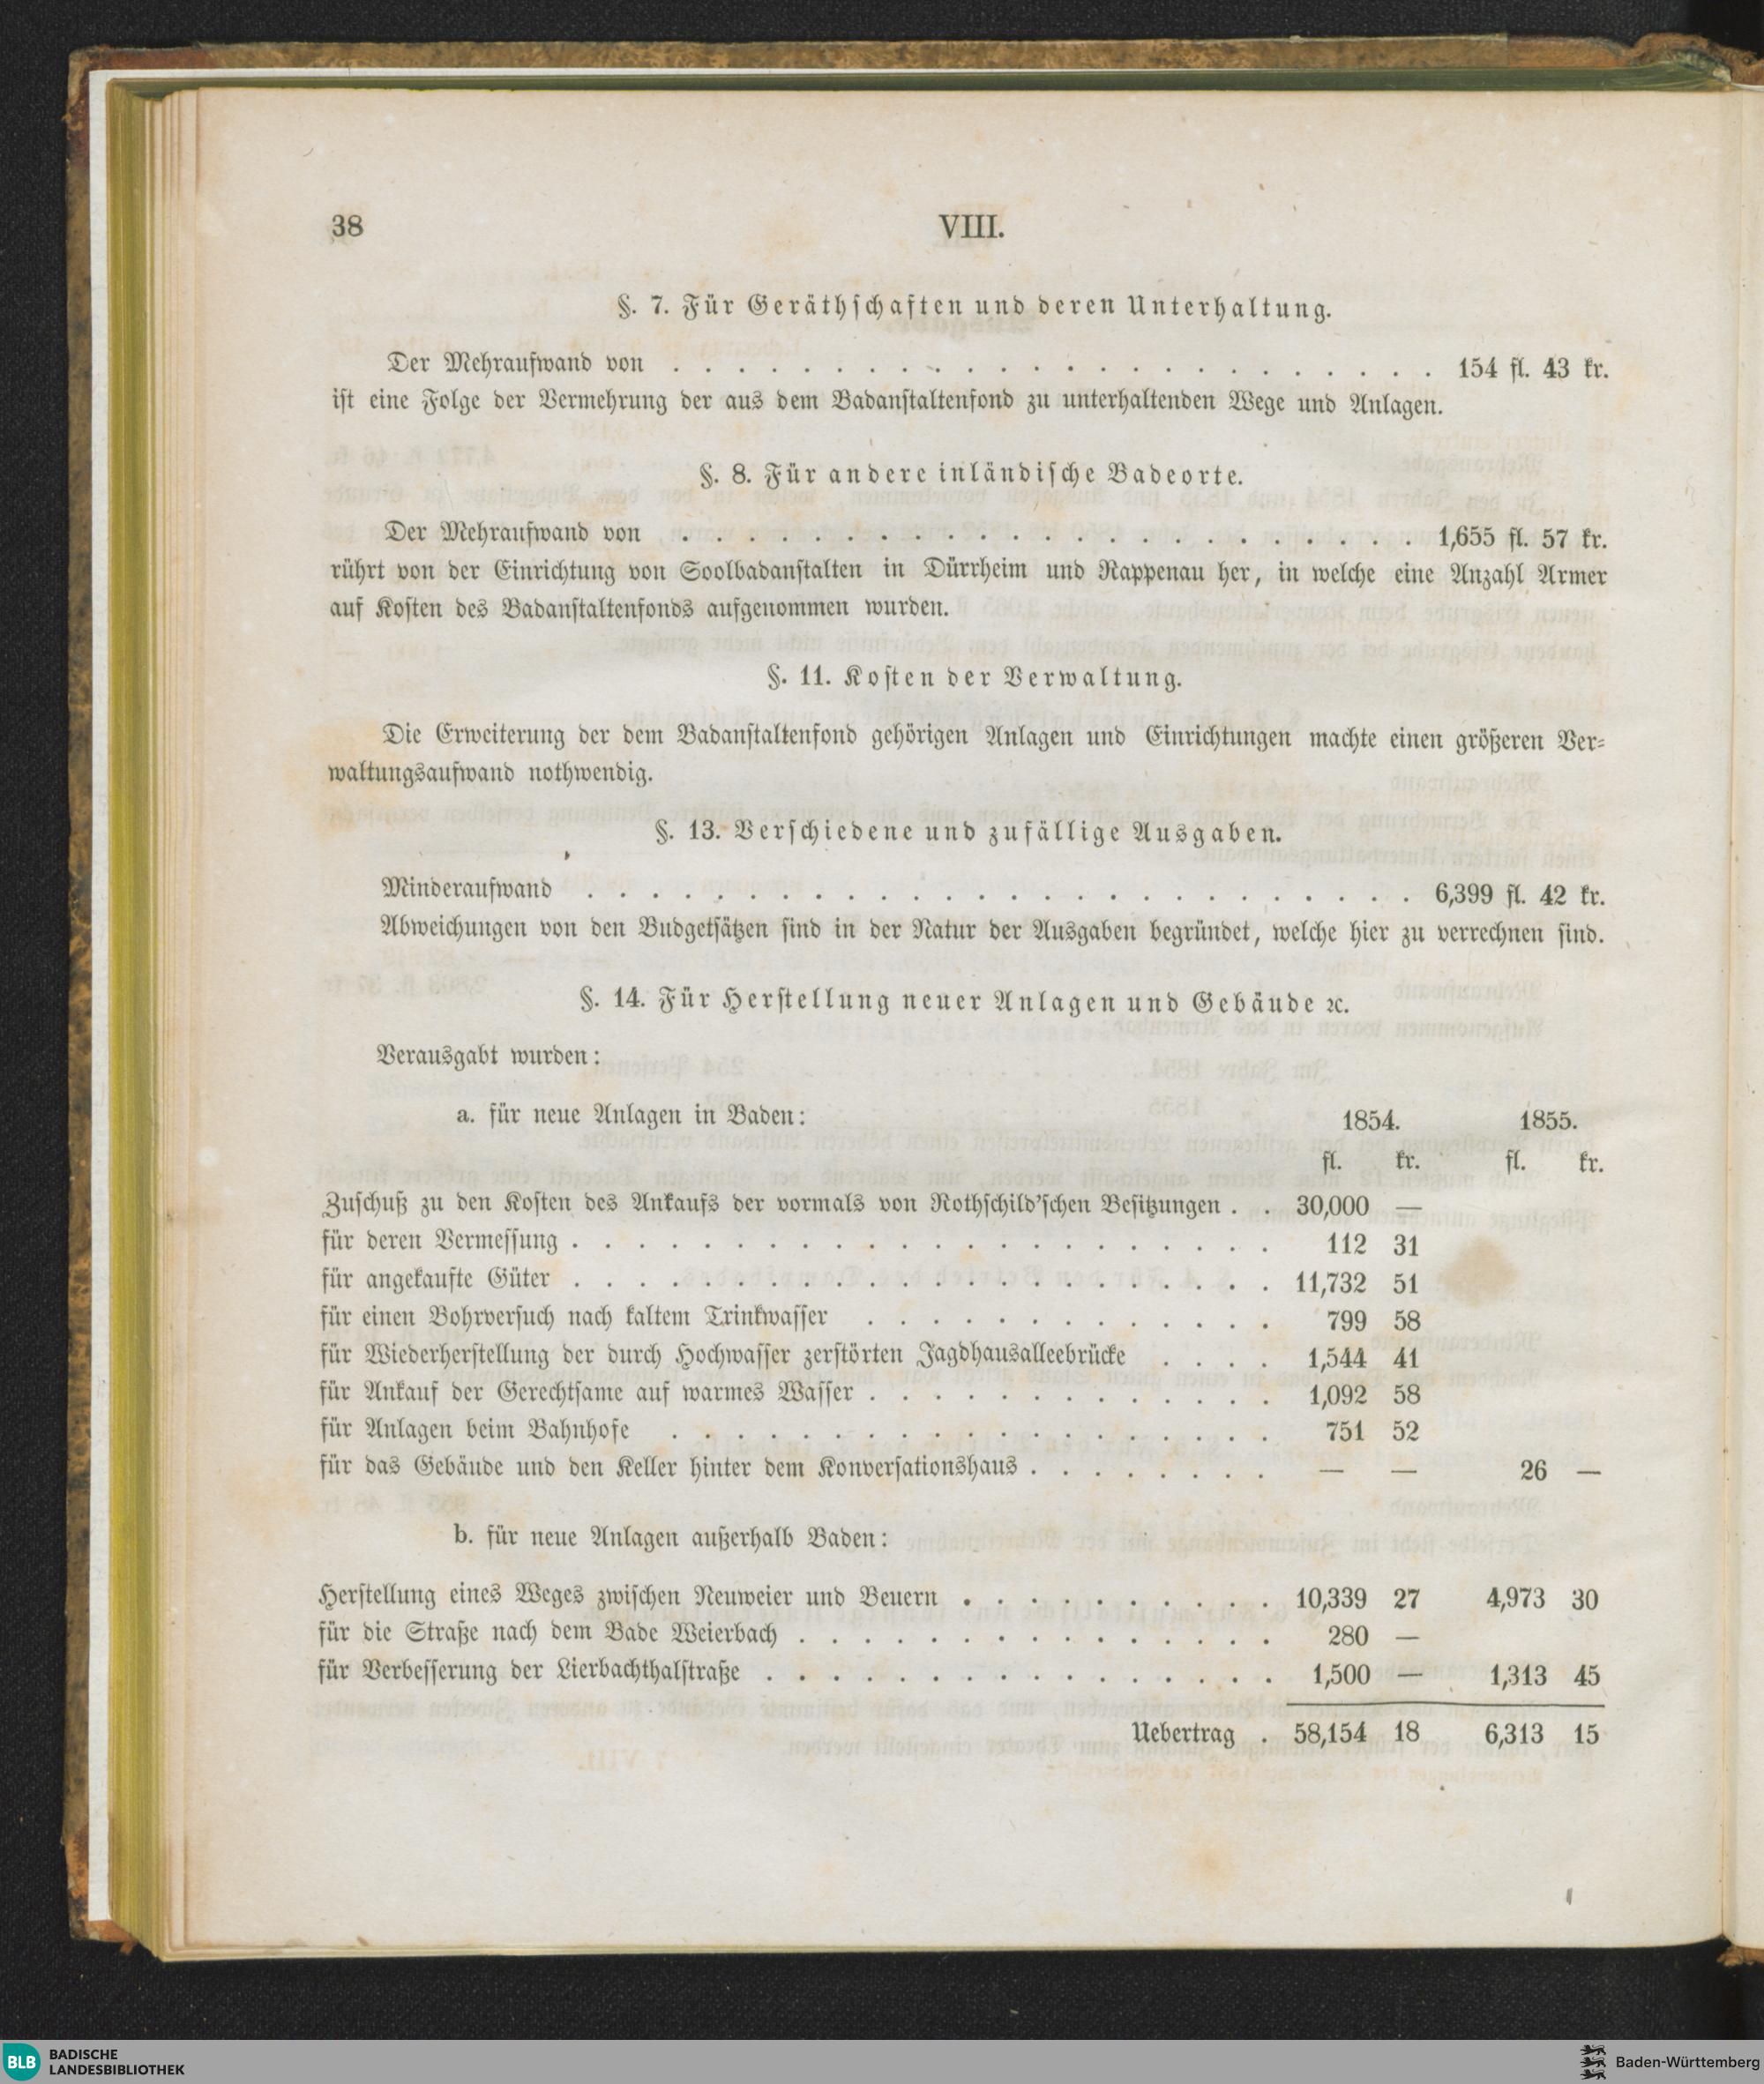 38 VIII.
§. 7. Für Geräthschaften und deren Unterhaltung.
Der Mehraufwand von . . . . . . . . . . . . . . . . . . . . . . . . 154 fl. 43 kr.
ist eine Folge der Vermehrung der aus dem Badanstaltenfond zu unterhaltenden Wege und Anlagen.
§. 8. Für andere inländische Badeorte.
Der Mehraufwand von . . . . . . . . . . . . . . . . . . . . . . . 1,655 fl. 57 kr.
rührt von der Einrichtung von Soolbadanstalten in Dürrheim und Rappenau her, in welche eine Anzahl Armer
auf Kosten des Badanstaltenfonds aufgenommen wurden.
§. 11. Kosten der Verwaltung.
Die Erweiterung der dem Badanstaltenfond gehörigen Anlagen und Einrichtungen machte einen größeren Ver-
waltungsaufwand nothwendig.
§. 13. Verschiedene und zufällige Ausgaben.
Minderaufwand . . . . . . . . . . . . . . . . . . . . . . . . . . 6,399 fl. 42 kr.
Abweichungen von den Budgetsätzen sind in der Natur der Ausgaben begründet, welche hier zu verrechnen sind.
§. 14. Für Herstellung neuer Anlagen und Gebäude ꝛc.
Verausgabt wurden:
a. für neue Anlagen in Baden: 1854. 1855.
fl. kr. fl. kr.
Zuschuß zu den Kosten des Ankaufs der vormals von Rothschild'schen Besitzungen . . 30,000 —
für deren Vermessung . . . . . . . . . . . . . . . . . . . . . . 112 31
für angekaufte Güter . . . . . . . . . . . . . . . . . . . . . . 11,732 51
für einen Bohrversuch nach kaltem Trinkwasser . . . . . . . . . . . . . 799 58
für Wiederherstellung der durch Hochwasser zerstörten Jagdhausalleebrücke . . . . 1,544 41
für Ankauf der Gerechtsame auf warmes Wasser . . . . . . . . . . . . . 1,092 58
für Anlagen beim Bahnhofe . . . . . . . . . . . . . . . . . . . 751 52
für das Gebäude und den Keller hinter dem Konversationshaus . . . . . . . . — — 26 —
b. für neue Anlagen außerhalb Baden:
Herstellung eines Weges zwischen Neuweier und Beuern . . . . . . . . . . 10,339 27 4,973 30
für die Straße nach dem Bade Weierbach . . . . . . . . . . . . . . . 280 —
für Verbesserung der Lierbachthalstraße . . . . . . . . . . . . . . . . 1,500 — 1,313 45
Uebertrag . 58,154 18 6,313 15
BLB BADISCHE
LANDESBIBLIOTHEK
Baden-Württemberg